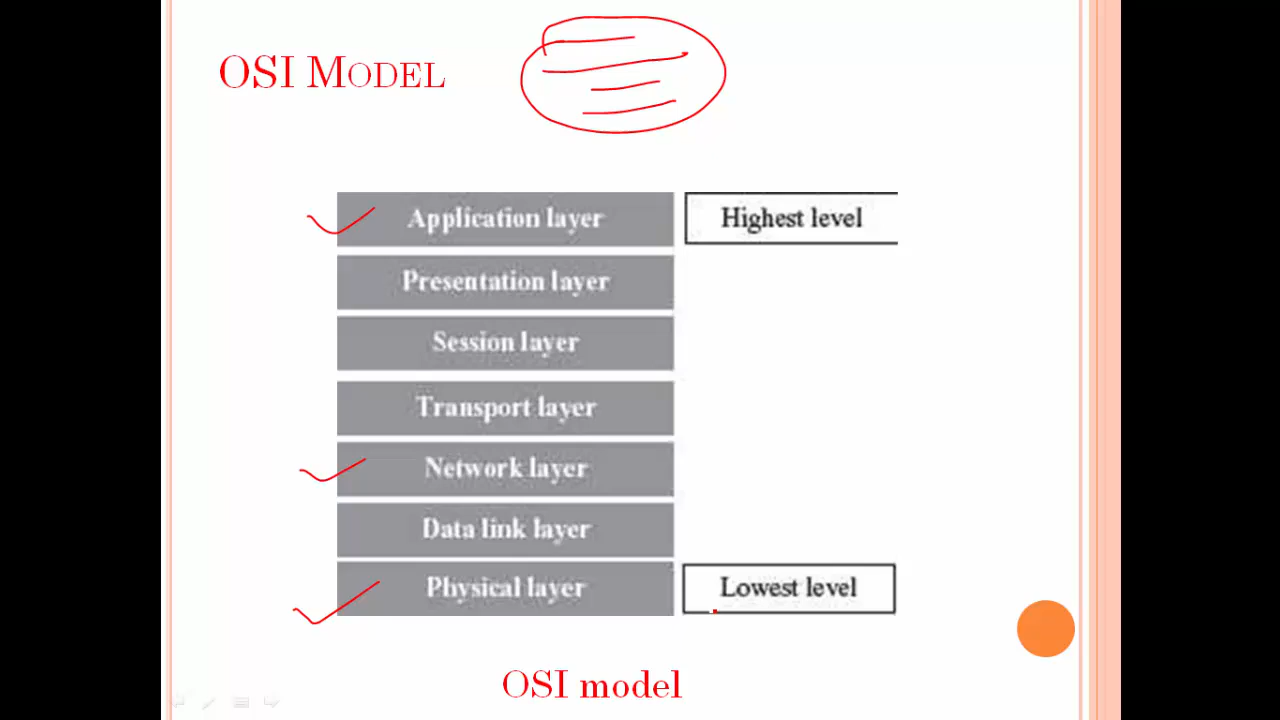 OSI MODEL
Application layer
Highest level
Presentation layer
Session layer
Transport layer
Network layer
Data link layer
Physical layer
Lowest level
OSI model